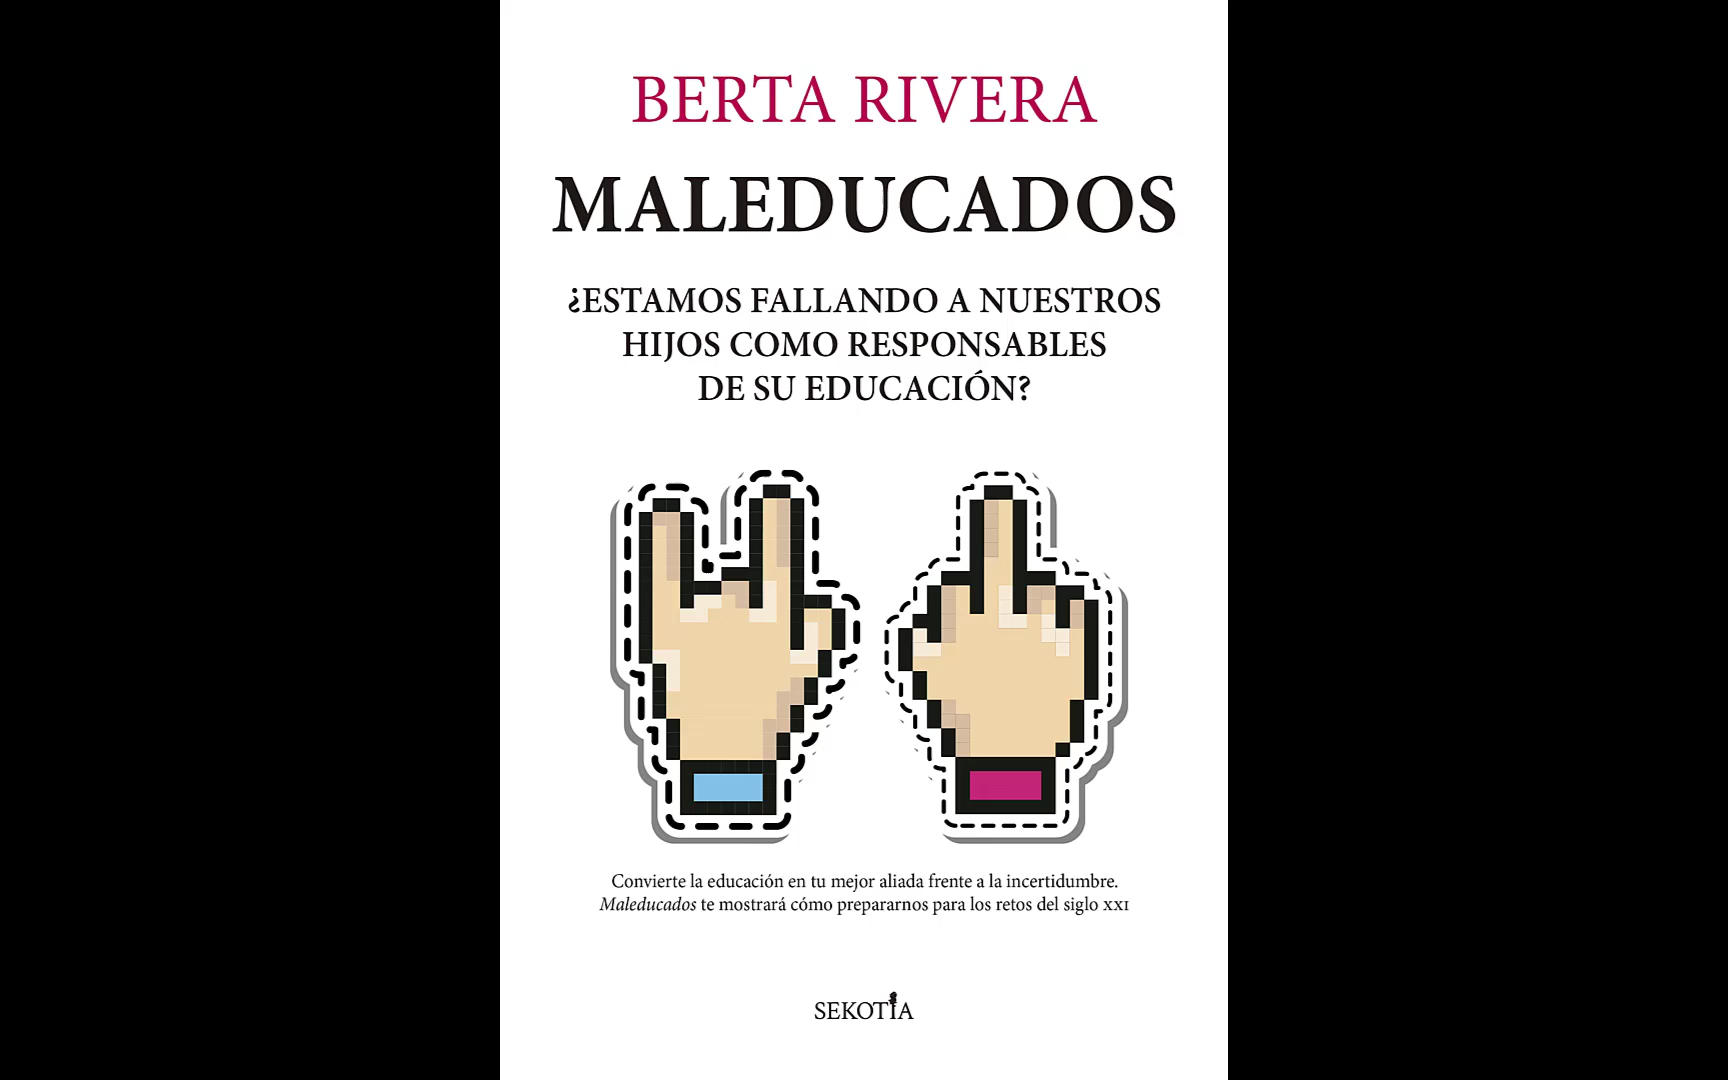 BERTA RIVERA
MALEDUCADOS
¿ESTAMOS FALLANDO A NUESTROS
HIJOS COMO RESPONSABLES
DE SU EDUCACIÓN?
Convierte la educación en tu mejor aliada frente a la incertidumbre.
Maleducados te mostrará cómo prepararnos para los retos del siglo XXI
SEKOTIA